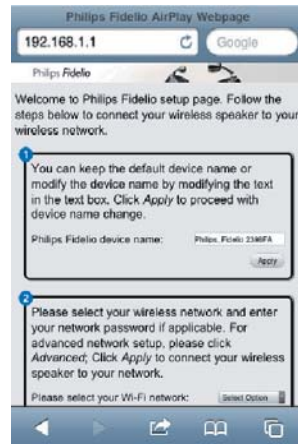 Philips Fidelio AirPlay Webpage
192.168.1.1
Google
Philips Fidelio
Welcome to Philips Fidelio setup page. Follow the
steps below to connect your wireless speaker to your
wireless network.
1
You can keep the default device name or
modify the device name by modifying the text
in the text box. Click Apply to proceed with
device name change.
Philips Fidelio device name:
Philips_Fidelio 2398FA
Apply
2
Please select your wireless network and enter
your network password if applicable. For
advanced network setup, please click
Advanced; Click Apply to connect your wireless
speaker to your network.
Please select your Wi-Fi network:
Select Option